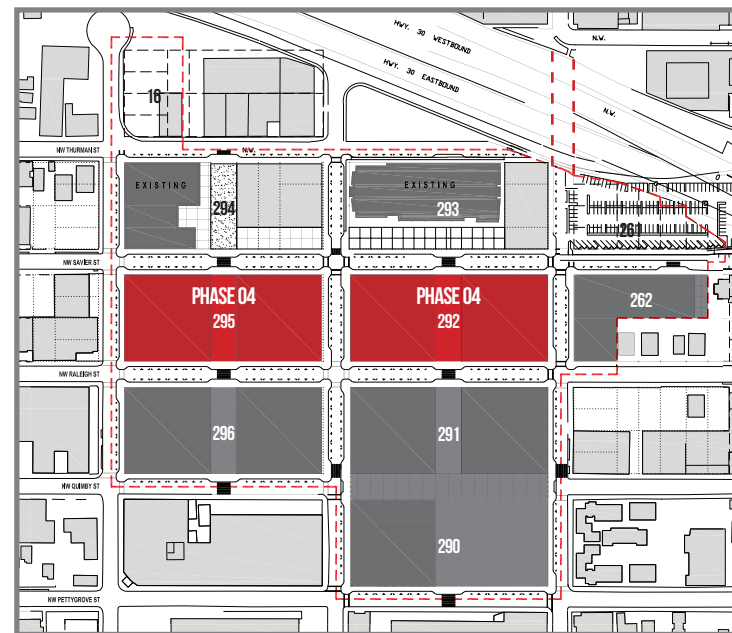 HWY. 30 WESTBOUND
N.W.
HWY. 30 EASTBOUND
16
N.W.
NW THURMAN ST
N.W.
EXISTING
294
EXISTING
293
261
NW SAVIER ST
PHASE 04
295
PHASE 04
292
262
NW RALEIGH ST
296
291
NW QUIMBY ST
290
NW PETTYGROVE ST